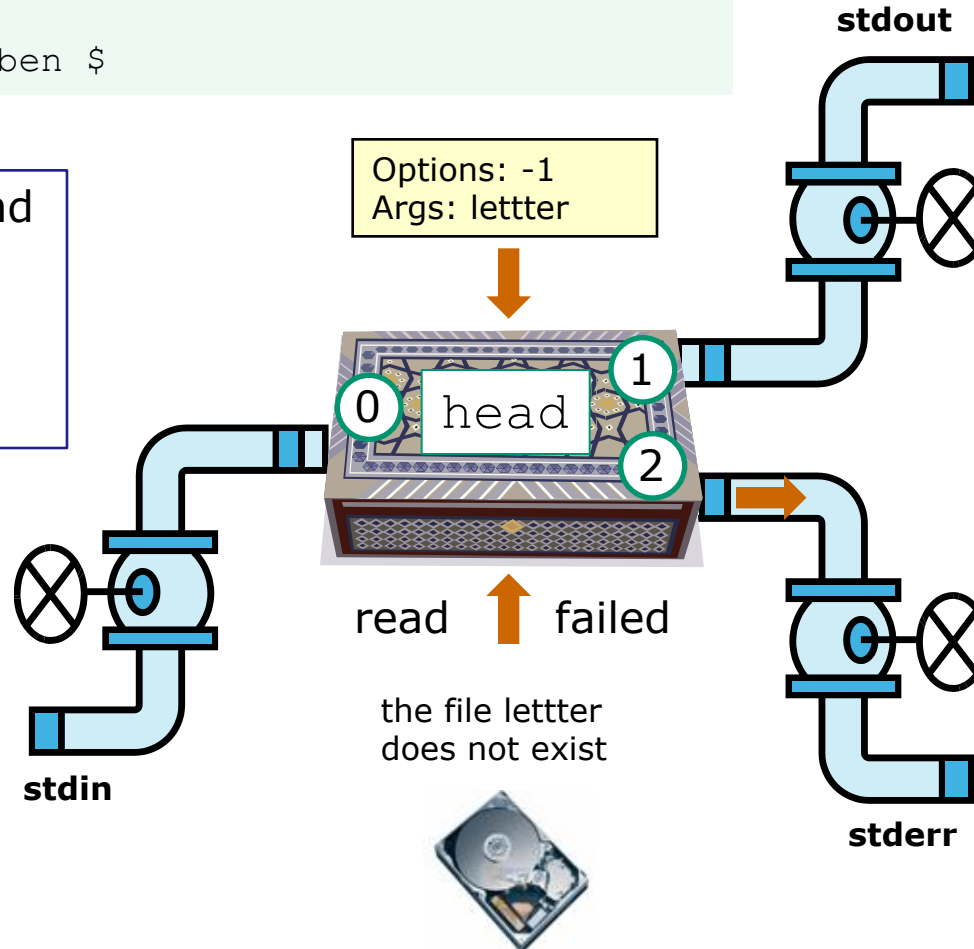 stdout
ben $
nd
Options: -1
Args: lettter
1
0
head
2
read failed
the file lettter
does not exist
stdin
stderr